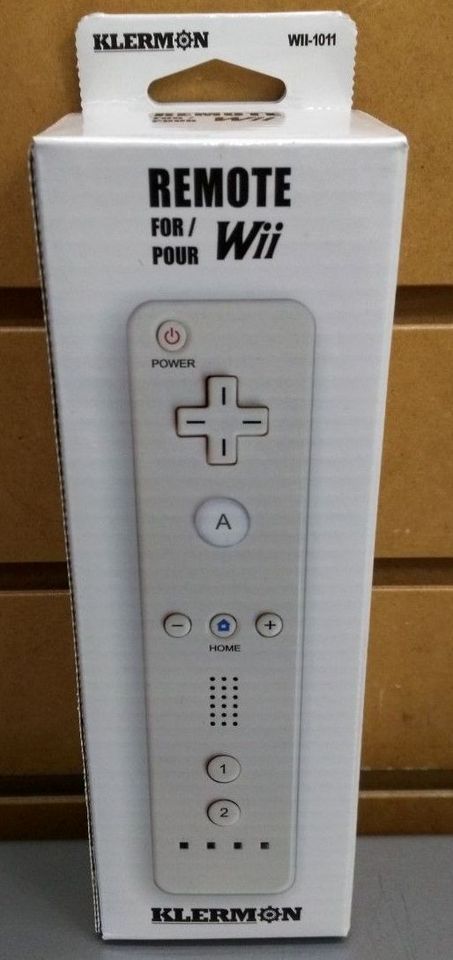 KLERMON WII-1011
REMOTE
FOR / Wii
POUR
POWER
A
HOME
1
2
KLERMON